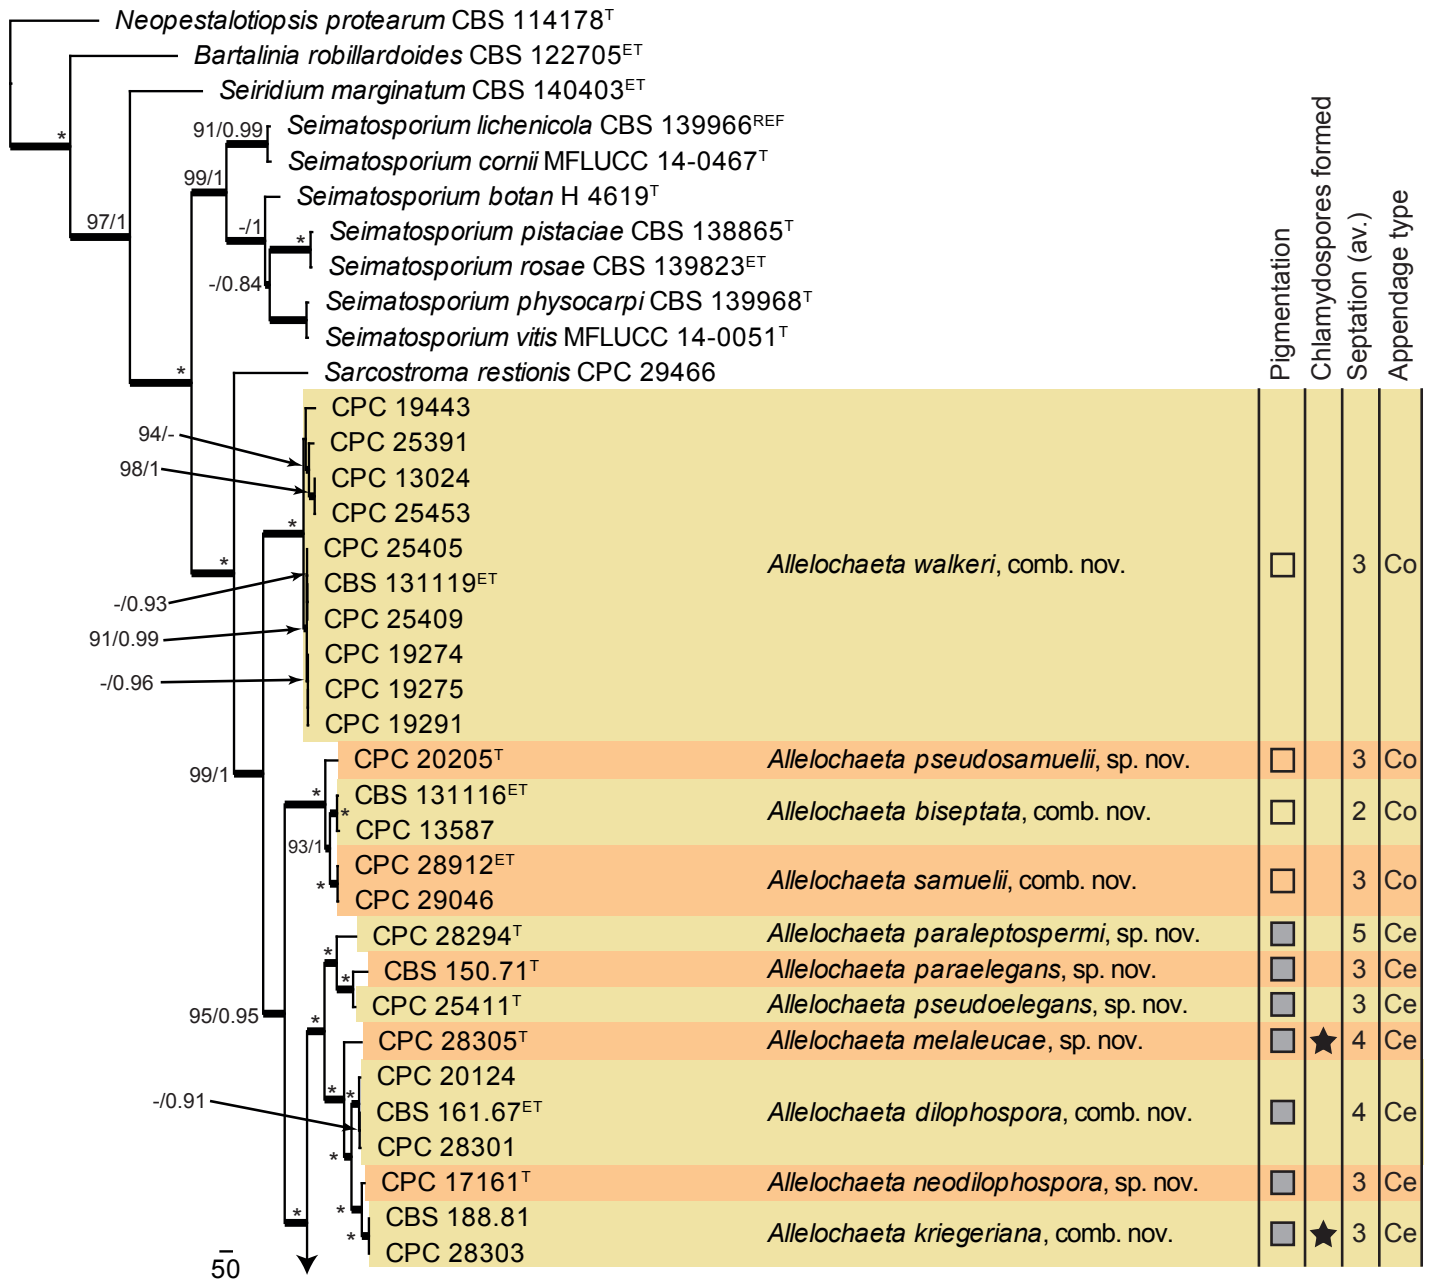 Neopestalotiopsis protearum CBS 114178T
Bartalinia robillardoides CBS 122705ET
*
Seiridium marginatum CBS 140403ET
97/1
91/0.99
Seimatosporium lichenicola CBS 139966REF
Seimatosporium cornii MFLUCC 14-0467T
99/1
Seimatosporium botan H 4619T
-/1
Seimatosporium pistaciae CBS 138865T
*
Seimatosporium rosae CBS 139823ET
-/0.84
Seimatosporium physocarpi CBS 139968T
Seimatosporium vitis MFLUCC 14-0051T
*
Sarcostroma restionis CPC 29466
Pigmentation
Chlamydospores formed
Septation (av.)
Appendage type
CPC 19443
94/-
CPC 25391
98/1
CPC 13024
CPC 25453
*
CPC 25405
*
Allelochaeta walkeri, comb. nov. 3 Co
CBS 131119ET
-/0.93
CPC 25409
91/0.99
CPC 19274
-/0.96
CPC 19275
CPC 19291
99/1
CPC 20205T Allelochaeta pseudosamuelii, sp. nov. 3 Co
*
CBS 131116ET
*
Allelochaeta biseptata, comb. nov. 2 Co
CPC 13587
93/1
CPC 28912ET
*
Allelochaeta samuelii, comb. nov. 3 Co
CPC 29046
CPC 28294T Allelochaeta paraleptospermi, sp. nov. 5 Ce
*
CBS 150.71T Allelochaeta paraelegans, sp. nov. 3 Ce
*
CPC 25411T Allelochaeta pseudoelegans, sp. nov. 3 Ce
95/0.95
*
CPC 28305T Allelochaeta melaleucae, sp. nov. 4 Ce
CPC 20124
*
*
-/0.91
CBS 161.67ET Allelochaeta dilophospora, comb. nov. 4 Ce
CPC 28301
*
CPC 17161T Allelochaeta neodilophospora, sp. nov. 3 Ce
*
*
CBS 188.81
*
Allelochaeta kriegeriana, comb. nov. 3 Ce
CPC 28303
50